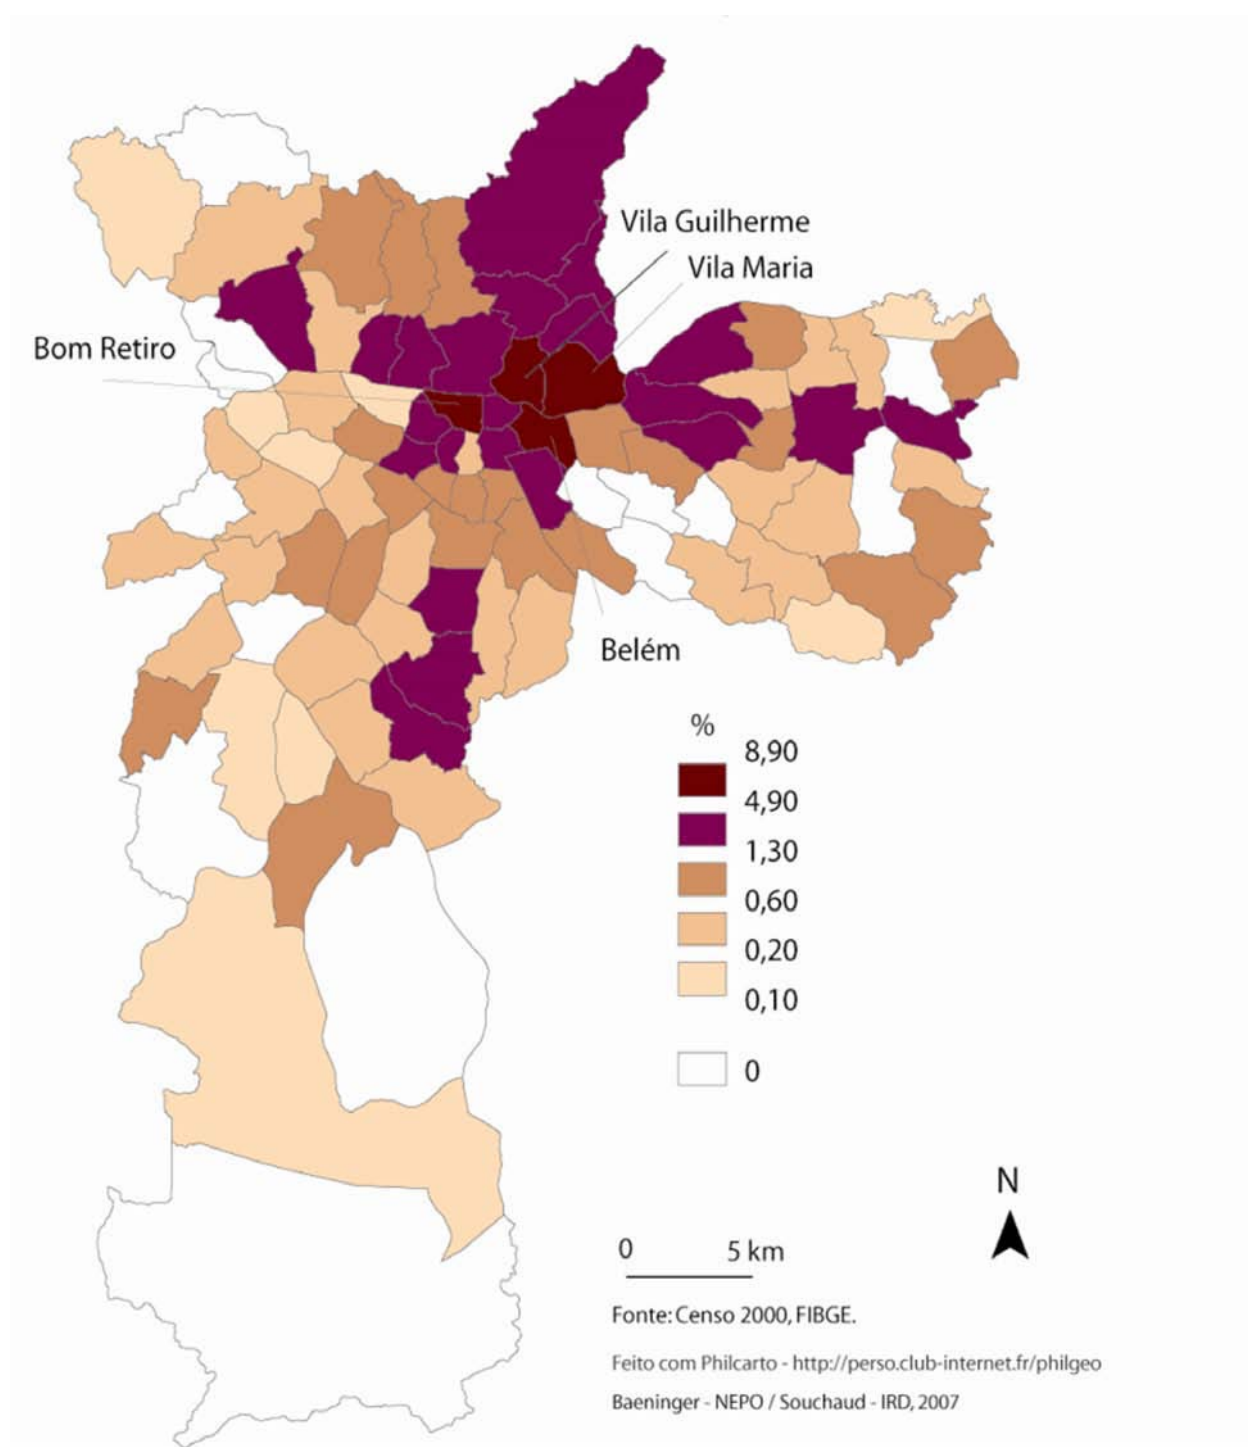 Vila Guilherme
Vila Maria
Bom Retiro
Belém
%
8,90
4,90
1,30
0,60
0,20
0,10
0
N
0 5 km
Fonte: Censo 2000, FIBGE.
Feito com Philcarto - http://perso.club-internet.fr/philgeo
Baeninger - NEPO / Souchaud - IRD, 2007